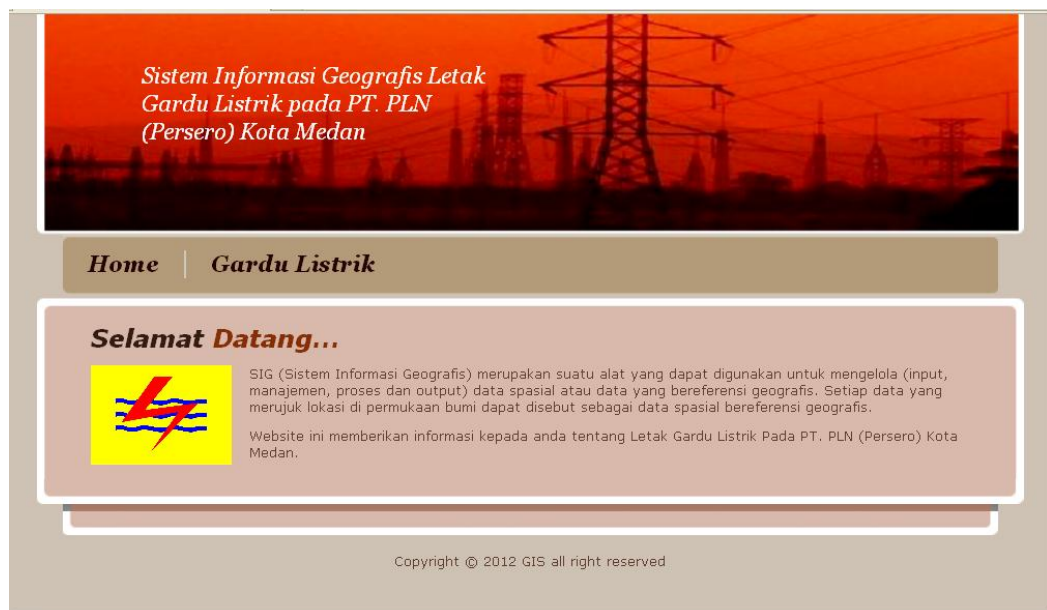 Sistem Informasi Geografis Letak
Gardu Listrik pada PT. PLN
(Persero) Kota Medan
Home
Gardu Listrik
Selamat Datang...
SIG (Sistem Informasi Geografis) merupakan suatu alat yang dapat digunakan untuk mengelola (input,
manajemen, proses dan output) data spasial atau data yang bereferensi geografis. Setiap data yang
merujuk lokasi di permukaan bumi dapat disebut sebagai data spasial bereferensi geografis.
Website ini memberikan informasi kepada anda tentang Letak Gardu Listrik Pada PT. PLN (Persero) Kota
Medan.
Copyright © 2012 GIS all right reserved